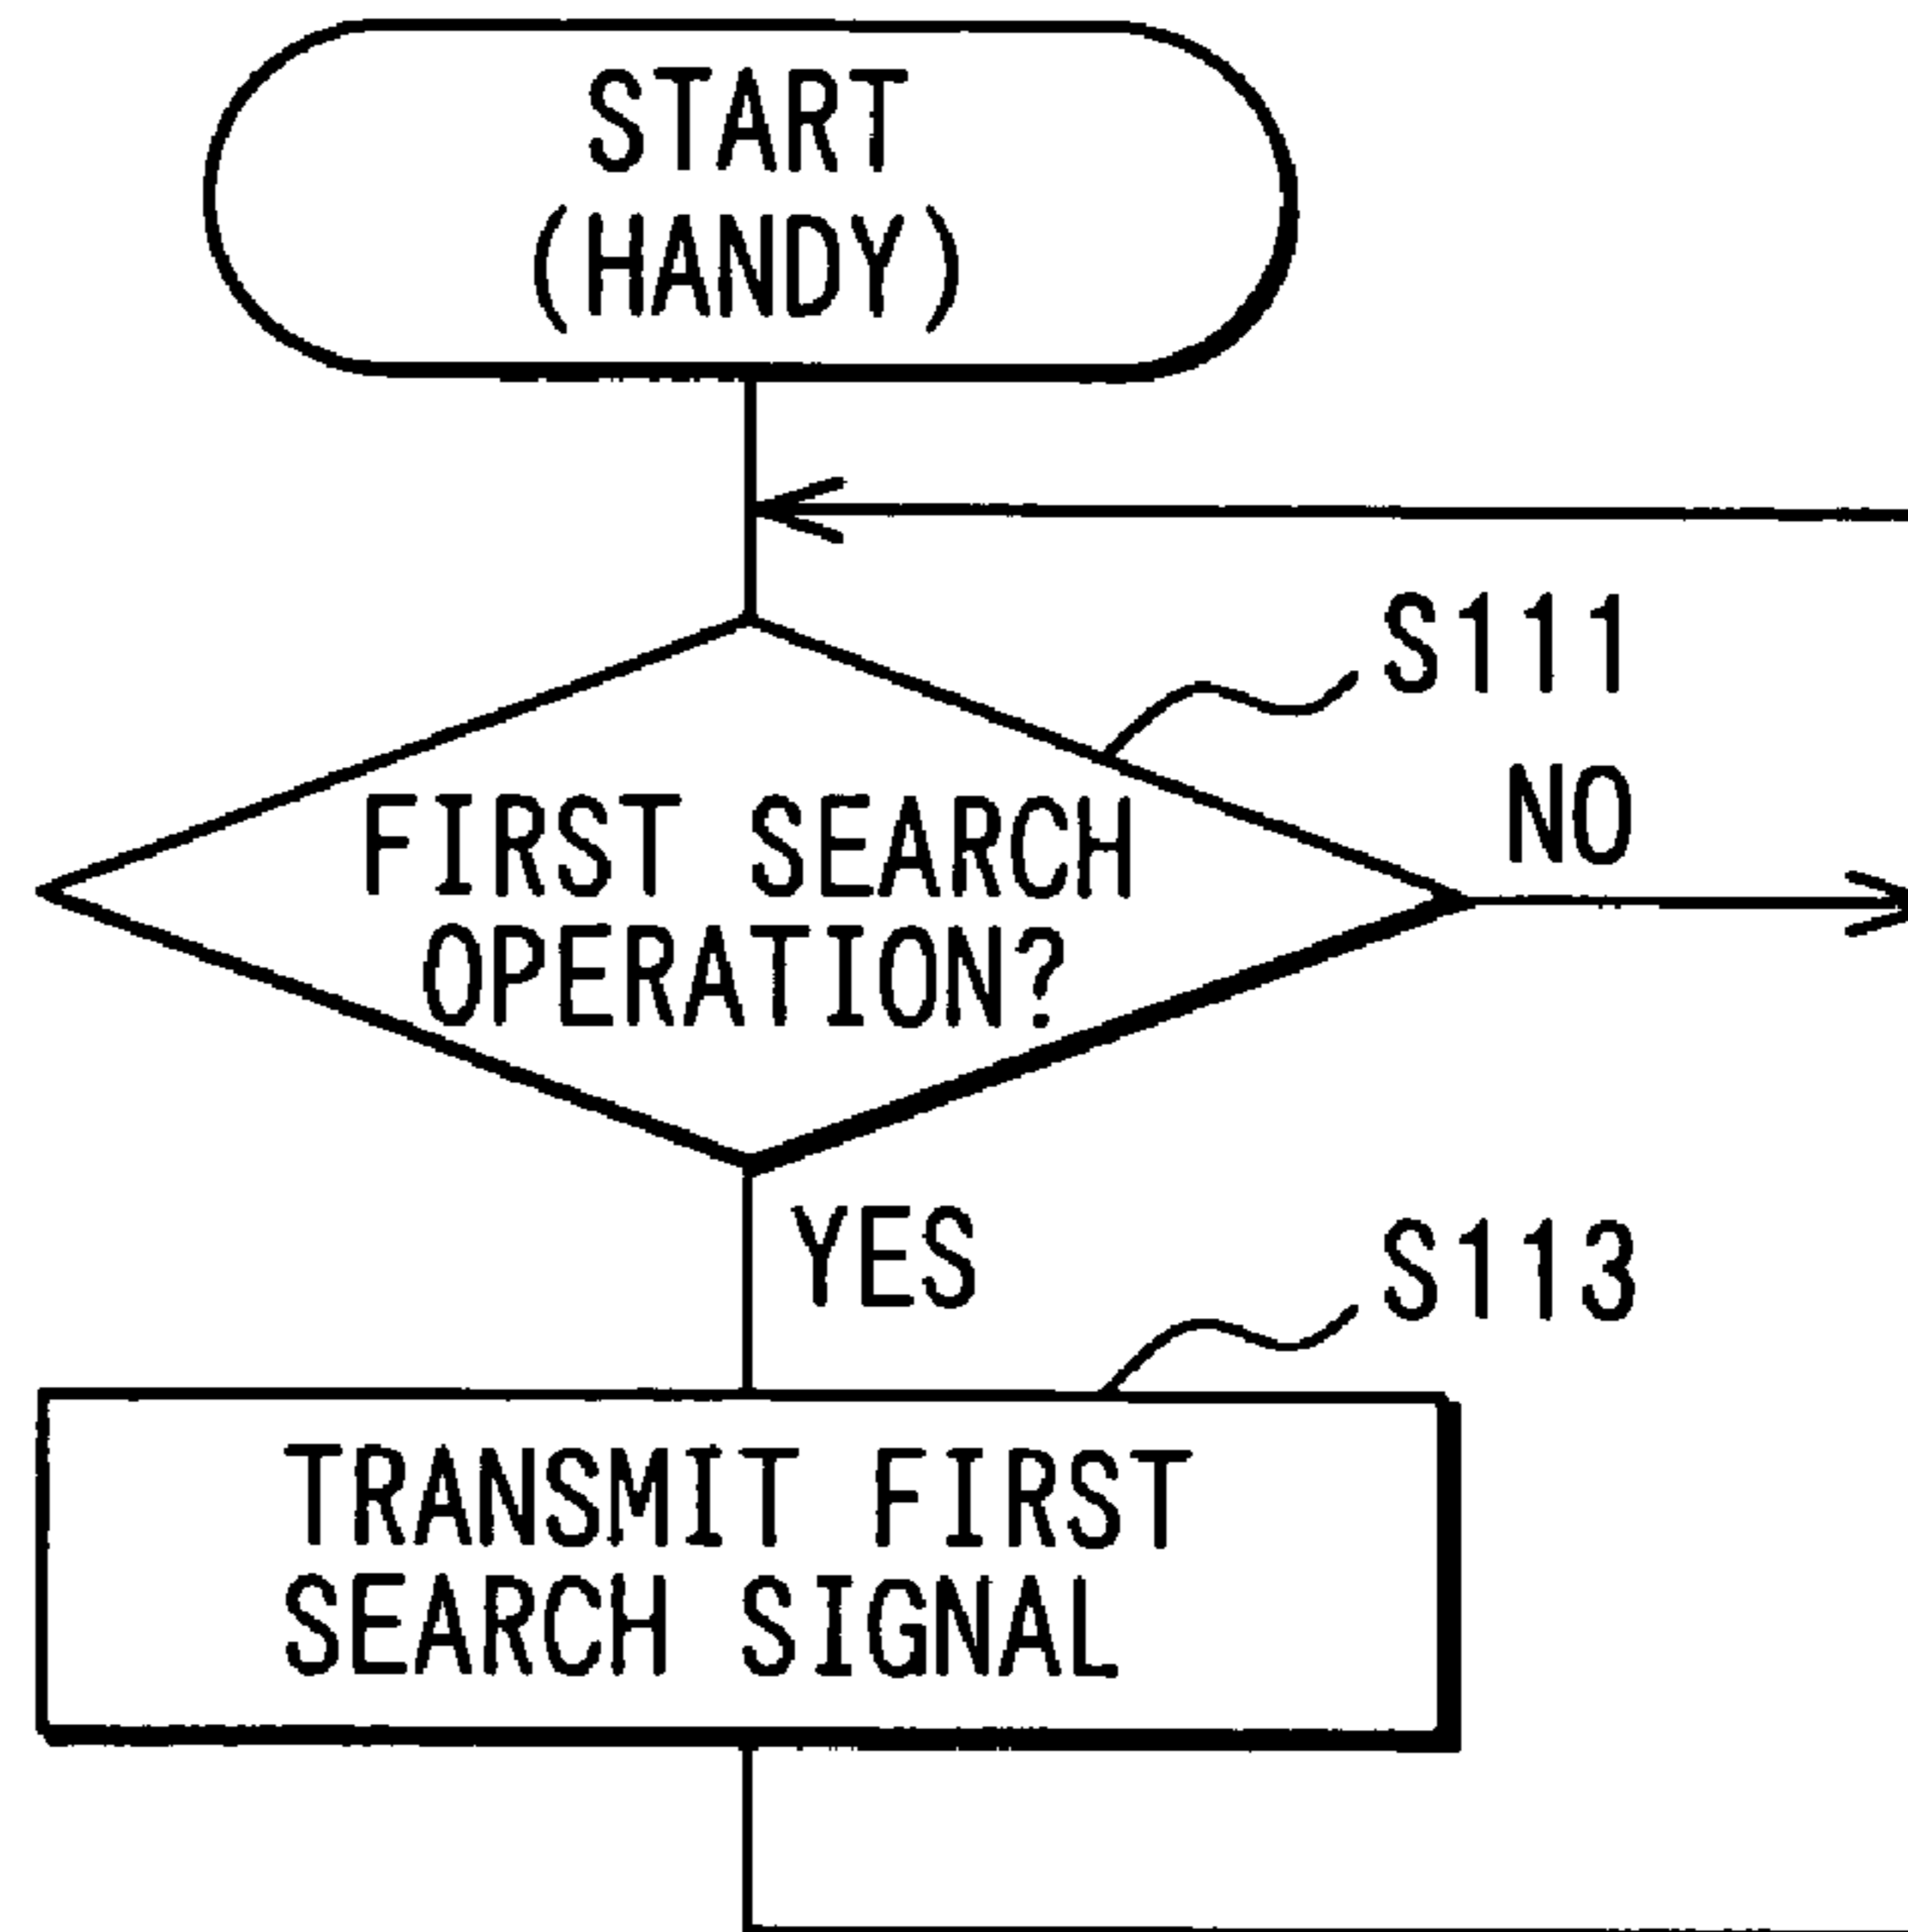 START
(HANDY)
S111
NO
FIRST SEARCH
OPERATION?
YES
S113
TRANSMIT FIRST
SEARCH SIGNAL